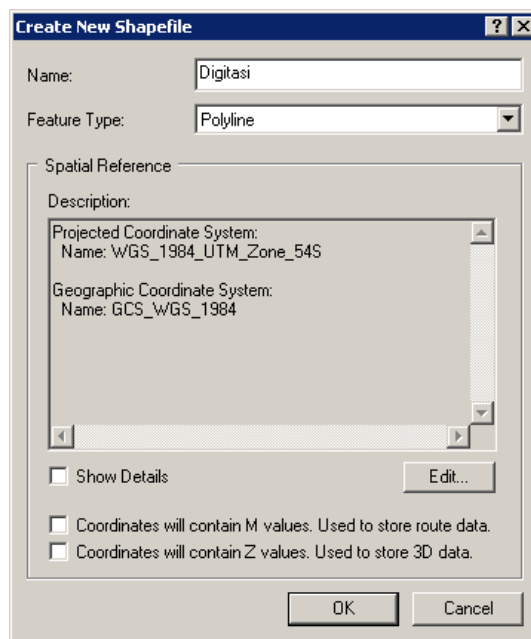 Create New Shapefile
Name:
Digitasi
Feature Type:
Polyline
Spatial Reference
Description:
Projected Coordinate System:
Name: WGS_1984_UTM_Zone_54S
Geographic Coordinate System:
Name: GCS_WGS_1984
Show Details
Edit...
Coordinates will contain M values. Used to store route data.
Coordinates will contain Z values. Used to store 3D data.
OK
Cancel